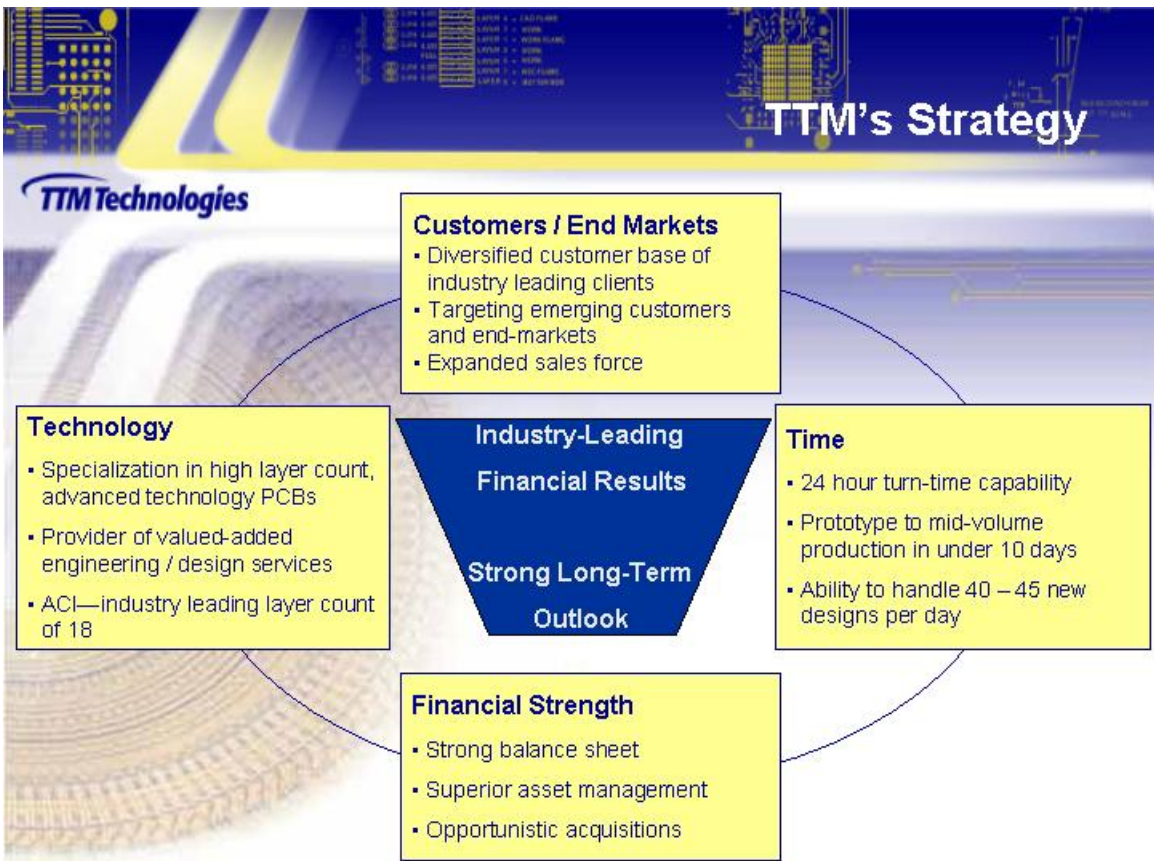 TTM's Strategy
TTM Technologies
Customers / End Markets
▪ Diversified customer base of
industry leading clients
▪ Targeting emerging customers
and end-markets
▪ Expanded sales force
Technology
▪ Specialization in high layer count,
advanced technology PCBs
▪ Provider of valued-added
engineering / design services
▪ ACI—industry leading layer count
of 18
Industry-Leading
Financial Results
Strong Long-Term
Outlook
Time
▪ 24 hour turn-time capability
▪ Prototype to mid-volume
production in under 10 days
▪ Ability to handle 40 – 45 new
designs per day
Financial Strength
▪ Strong balance sheet
▪ Superior asset management
▪ Opportunistic acquisitions